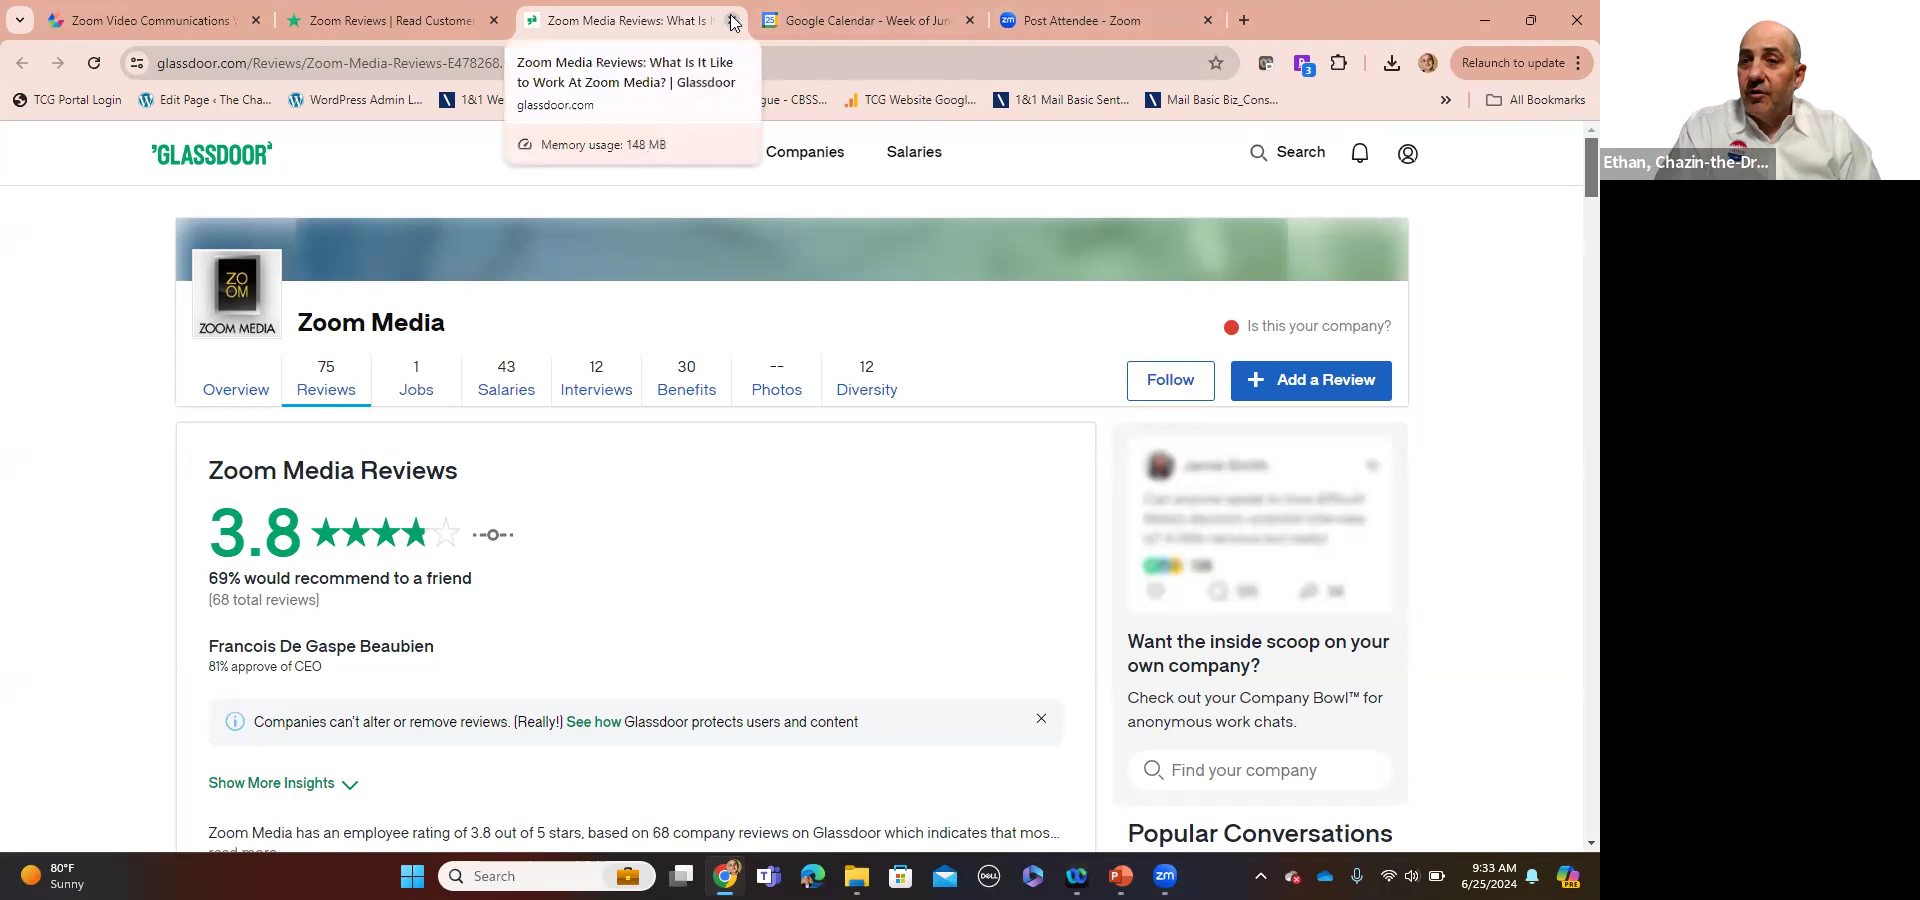 Zoom Video Communications
Zoom Reviews | Read Custome
Zoom Media Reviews: What Is I
Google Calendar - Week of Jun
Post Attendee - Zoom
glassdoor.com/Reviews/Zoom-Media-Reviews-E478268.
3
Relaunch to update
TCG Portal Login
Edit Page ‹ The Cha...
WordPress Admin L...
1&1 We
gue - CBSS...
TCG Website Googl...
1&1 Mail Basic Sent...
Mail Basic Biz_Cons...
All Bookmarks
Zoom Media Reviews: What Is It Like
to Work At Zoom Media? | Glassdoor
glassdoor.com
Memory usage: 148 MB
GLASSDOOR
Companies
Salaries
Search
Ethan, Chazin-the-Dr...
ZO
OM
ZOOM MEDIA
Zoom Media
Is this your company?
75
1
43
12
30
--
12
Overview
Reviews
Jobs
Salaries
Interviews
Benefits
Photos
Diversity
Follow
+ Add a Review
Zoom Media Reviews
3.8
69% would recommend to a friend
(68 total reviews)
Francois De Gaspe Beaubien
81% approve of CEO
Companies can't alter or remove reviews. (Really!) See how Glassdoor protects users and content
Show More Insights
Zoom Media has an employee rating of 3.8 out of 5 stars, based on 68 company reviews on Glassdoor which indicates that mos...
read more
Want the inside scoop on your
own company?
Check out your Company Bowl™ for
anonymous work chats.
Find your company
Popular Conversations
80°F
Sunny
Search
DELL
zm
9:33 AM
6/25/2024
PRE